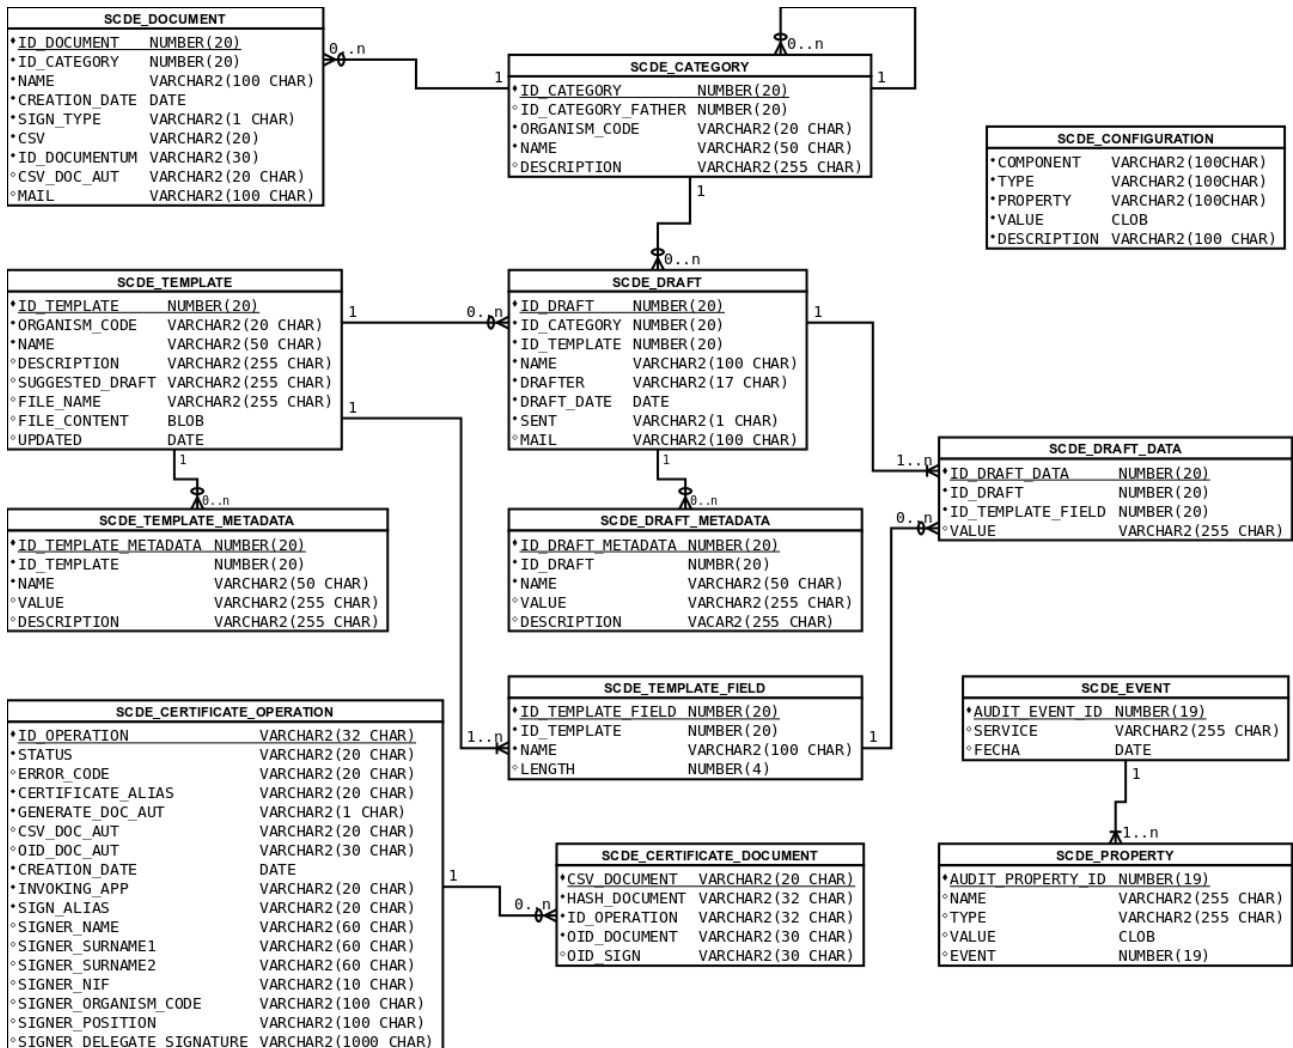 SCDE_DOCUMENT
ID_DOCUMENT NUMBER(20)
ID_CATEGORY NUMBER(20)
NAME VARCHAR2(100 CHAR)
CREATION_DATE DATE
SIGN_TYPE VARCHAR2(1 CHAR)
CSV VARCHAR2(20)
ID_DOCUMENTUM VARCHAR2(30)
CSV_DOC_AUT VARCHAR2(20 CHAR)
MAIL VARCHAR2(100 CHAR)
0..n
1
0..n
1
SCDE_CATEGORY
ID_CATEGORY NUMBER(20)
ID_CATEGORY_FATHER NUMBER(20)
ORGANISM_CODE VARCHAR2(20 CHAR)
NAME VARCHAR2(50 CHAR)
DESCRIPTION VARCHAR2(255 CHAR)
1
0..n
SCDE_CONFIGURATION
COMPONENT VARCHAR2(100CHAR)
TYPE VARCHAR2(100CHAR)
PROPERTY VARCHAR2(100CHAR)
VALUE CLOB
DESCRIPTION VARCHAR2(100 CHAR)
SCDE_TEMPLATE
ID_TEMPLATE NUMBER(20)
ORGANISM_CODE VARCHAR2(20 CHAR)
NAME VARCHAR2(50 CHAR)
DESCRIPTION VARCHAR2(255 CHAR)
SUGGESTED_DRAFT VARCHAR2(255 CHAR)
FILE_NAME VARCHAR2(255 CHAR)
FILE_CONTENT BLOB
UPDATED DATE
1
0..n
1
1
0..n
SCDE_DRAFT
ID_DRAFT NUMBER(20)
ID_CATEGORY NUMBER(20)
ID_TEMPLATE NUMBER(20)
NAME VARCHAR2(100 CHAR)
DRAFTER VARCHAR2(17 CHAR)
DRAFT_DATE DATE
SENT VARCHAR2(1 CHAR)
MAIL VARCHAR2(100 CHAR)
1
1
0..n
1..n
0..n
SCDE_DRAFT_DATA
ID_DRAFT_DATA NUMBER(20)
ID_DRAFT NUMBER(20)
ID_TEMPLATE_FIELD NUMBER(20)
VALUE VARCHAR2(255 CHAR)
SCDE_TEMPLATE_METADATA
ID_TEMPLATE_METADATA NUMBER(20)
ID_TEMPLATE NUMBER(20)
NAME VARCHAR2(50 CHAR)
VALUE VARCHAR2(255 CHAR)
DESCRIPTION VARCHAR2(255 CHAR)
SCDE_DRAFT_METADATA
ID_DRAFT_METADATA NUMBER(20)
ID_DRAFT NUMBR(20)
NAME VARCHAR2(50 CHAR)
VALUE VARCHAR2(255 CHAR)
DESCRIPTION VACAR2(255 CHAR)
SCDE_TEMPLATE_FIELD
ID_TEMPLATE_FIELD NUMBER(20)
ID_TEMPLATE NUMBER(20)
NAME VARCHAR2(100 CHAR)
LENGTH NUMBER(4)
1..n
1
SCDE_EVENT
AUDIT_EVENT_ID NUMBER(19)
SERVICE VARCHAR2(255 CHAR)
FECHA DATE
1
1..n
SCDE_CERTIFICATE_OPERATION
ID_OPERATION VARCHAR2(32 CHAR)
STATUS VARCHAR2(20 CHAR)
ERROR_CODE VARCHAR2(20 CHAR)
CERTIFICATE_ALIAS VARCHAR2(20 CHAR)
GENERATE_DOC_AUT VARCHAR2(1 CHAR)
CSV_DOC_AUT VARCHAR2(20 CHAR)
OID_DOC_AUT VARCHAR2(30 CHAR)
CREATION_DATE DATE
INVOKING_APP VARCHAR2(20 CHAR)
SIGN_ALIAS VARCHAR2(20 CHAR)
SIGNER_NAME VARCHAR2(60 CHAR)
SIGNER_SURNAME1 VARCHAR2(60 CHAR)
SIGNER_SURNAME2 VARCHAR2(60 CHAR)
SIGNER_NIF VARCHAR2(10 CHAR)
SIGNER_ORGANISM_CODE VARCHAR2(100 CHAR)
SIGNER_POSITION VARCHAR2(100 CHAR)
SIGNER_DELEGATE_SIGNATURE VARCHAR2(1000 CHAR)
1
0..n
SCDE_CERTIFICATE_DOCUMENT
CSV_DOCUMENT VARCHAR2(20 CHAR)
HASH_DOCUMENT VARCHAR2(32 CHAR)
ID_OPERATION VARCHAR2(32 CHAR)
OID_DOCUMENT VARCHAR2(30 CHAR)
OID_SIGN VARCHAR2(30 CHAR)
SCDE_PROPERTY
AUDIT_PROPERTY_ID NUMBER(19)
NAME VARCHAR2(255 CHAR)
TYPE VARCHAR2(255 CHAR)
VALUE CLOB
EVENT NUMBER(19)